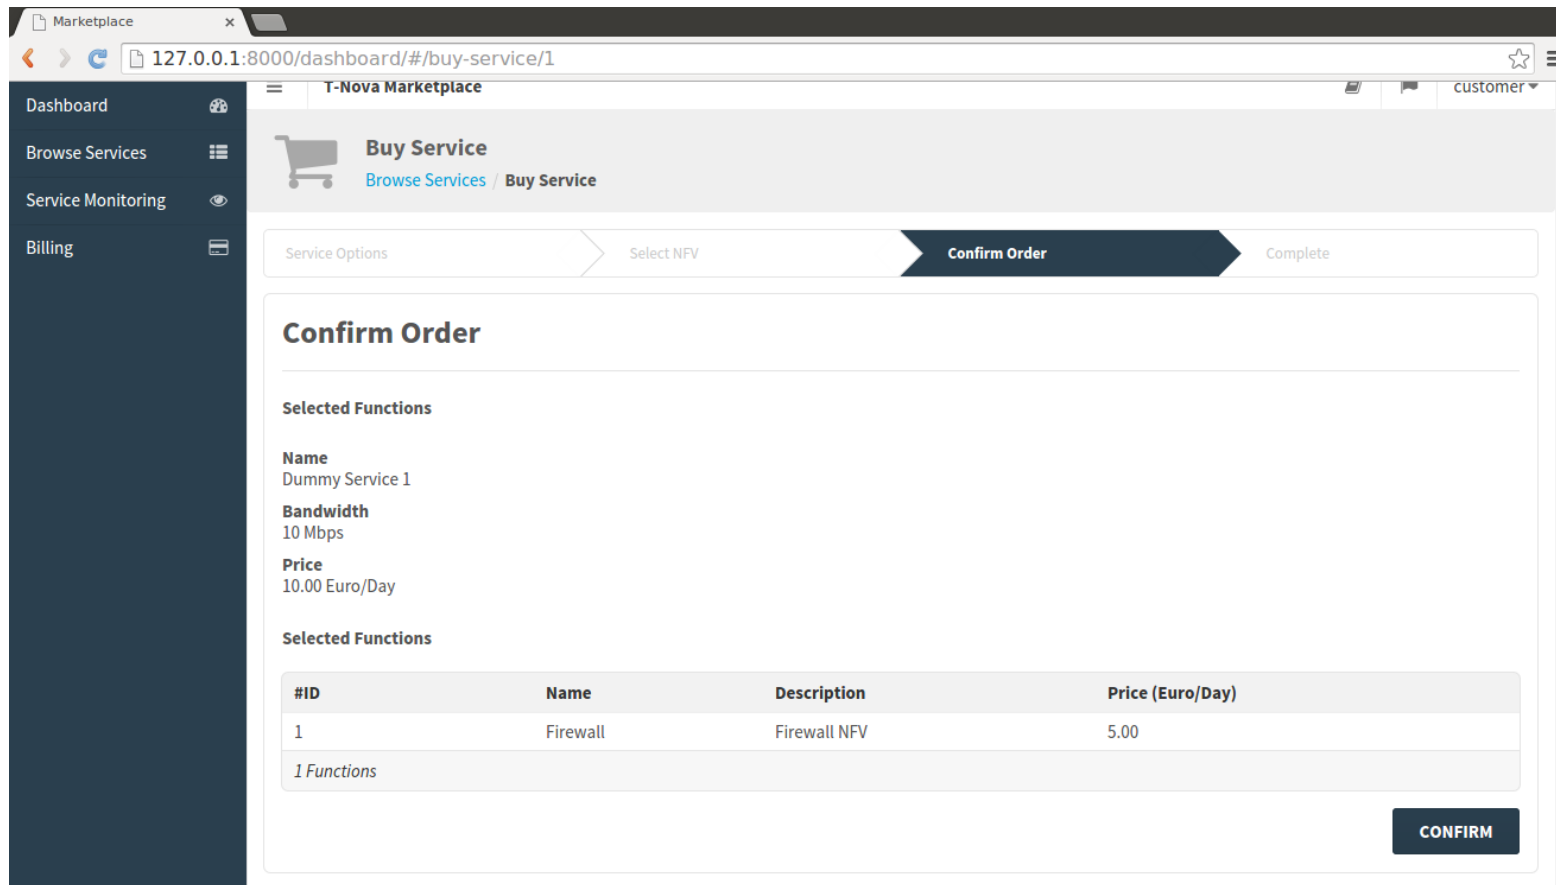 Marketplace
127.0.0.1:8000/dashboard/#/buy-service/1
T-Nova Marketplace
customer
Dashboard
Browse Services
Service Monitoring
Billing
Buy Service
Browse Services / Buy Service
Service Options
Select NFV
Confirm Order
Complete
Confirm Order
Selected Functions
Name
Dummy Service 1
Bandwidth
10 Mbps
Price
10.00 Euro/Day
Selected Functions
#ID Name Description Price (Euro/Day)
1 Firewall Firewall NFV 5.00
1 Functions
CONFIRM